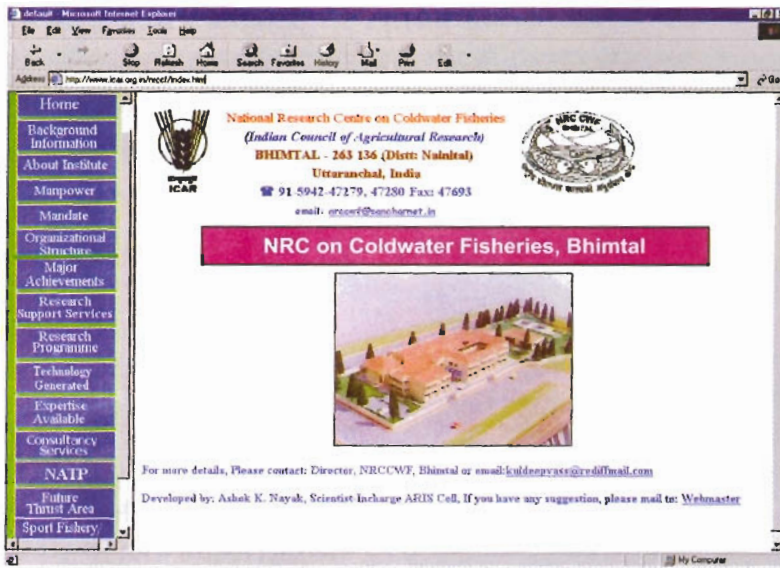 default - Microsoft Internet Explorer
File Edit View Favorites Tools Help
Back Stop Refresh Home Search Favorites History Mail Print Edit
Address http://www.icar.org.in/nrccf/index.html Go
Home
Background
Information
About Institute
Manpower
Mandate
Organizational
Structure
Major
Achievements
Research
Support Services
Research
Programme
Technology
Generated
Expertise
Available
Consultancy
Services
NATP
Future
Thrust Area
Sport Fishery/
ICAR
National Research Centre on Coldwater Fisheries
(Indian Council of Agricultural Research)
BHIMTAL - 263 136 (Distt: Nainital)
Uttaranchal, India
☎ 91-5942-47279, 47280 Fax: 47693
email: nrccwf@sancharnet.in
NRC CWF
BHIMTAL
NRC on Coldwater Fisheries, Bhimtal
For more details, Please contact: Director, NRCCWF, Bhimtal or email:kuldeepvass@rediffmail.com
Developed by: Ashok K. Nayak, Scientist Incharge ARIS Cell, If you have any suggestion, please mail to: Webmaster
My Computer